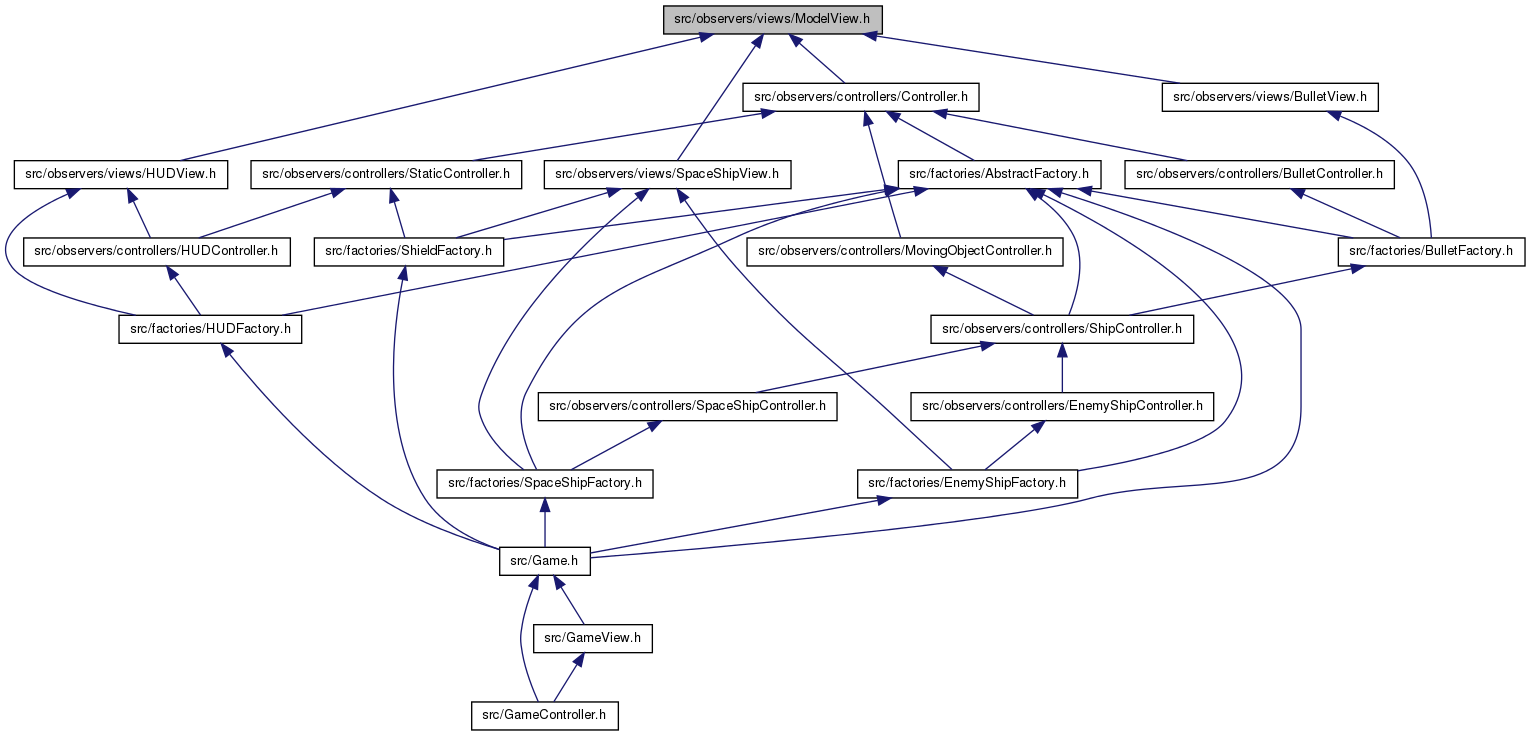 src/observers/views/ModelView.h
src/observers/controllers/Controller.h
src/observers/views/BulletView.h
src/observers/views/HUDView.h
src/observers/controllers/StaticController.h
src/observers/views/SpaceShipView.h
src/factories/AbstractFactory.h
src/observers/controllers/BulletController.h
src/observers/controllers/HUDController.h
src/factories/ShieldFactory.h
src/observers/controllers/MovingObjectController.h
src/factories/BulletFactory.h
src/factories/HUDFactory.h
src/observers/controllers/ShipController.h
src/observers/controllers/SpaceShipController.h
src/observers/controllers/EnemyShipController.h
src/factories/SpaceShipFactory.h
src/factories/EnemyShipFactory.h
src/Game.h
src/GameView.h
src/GameController.h